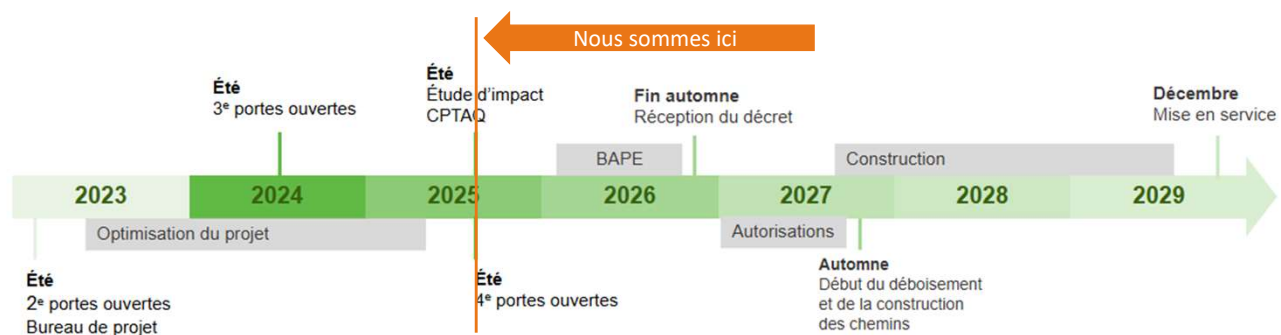 Nous sommes ici
Été
3e portes ouvertes
Été
Étude d'impact
CPTAQ
Fin automne
Réception du décret
Décembre
Mise en service
BAPE
Construction
2023
2024
2025
2026
2027
2028
2029
Optimisation du projet
Autorisations
Été
2e portes ouvertes
Bureau de projet
Été
4e portes ouvertes
Automne
Début du déboisement
et de la construction
des chemins